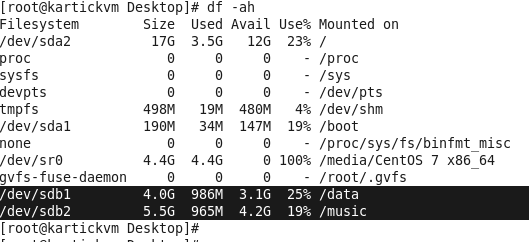 [root@kartickvm Desktop]# df -ah
Filesystem Size Used Avail Use% Mounted on
/dev/sda2 17G 3.5G 12G 23% /
proc 0 0 0 - /proc
sysfs 0 0 0 - /sys
devpts 0 0 0 - /dev/pts
tmpfs 498M 19M 480M 4% /dev/shm
/dev/sda1 190M 34M 147M 19% /boot
none 0 0 0 - /proc/sys/fs/binfmt_misc
/dev/sr0 4.4G 4.4G 0 100% /media/CentOS 7 x86_64
gvfs-fuse-daemon 0 0 0 - /root/.gvfs
/dev/sdb1 4.0G 986M 3.1G 25% /data
/dev/sdb2 5.5G 965M 4.2G 19% /music
[root@kartickvm Desktop]#